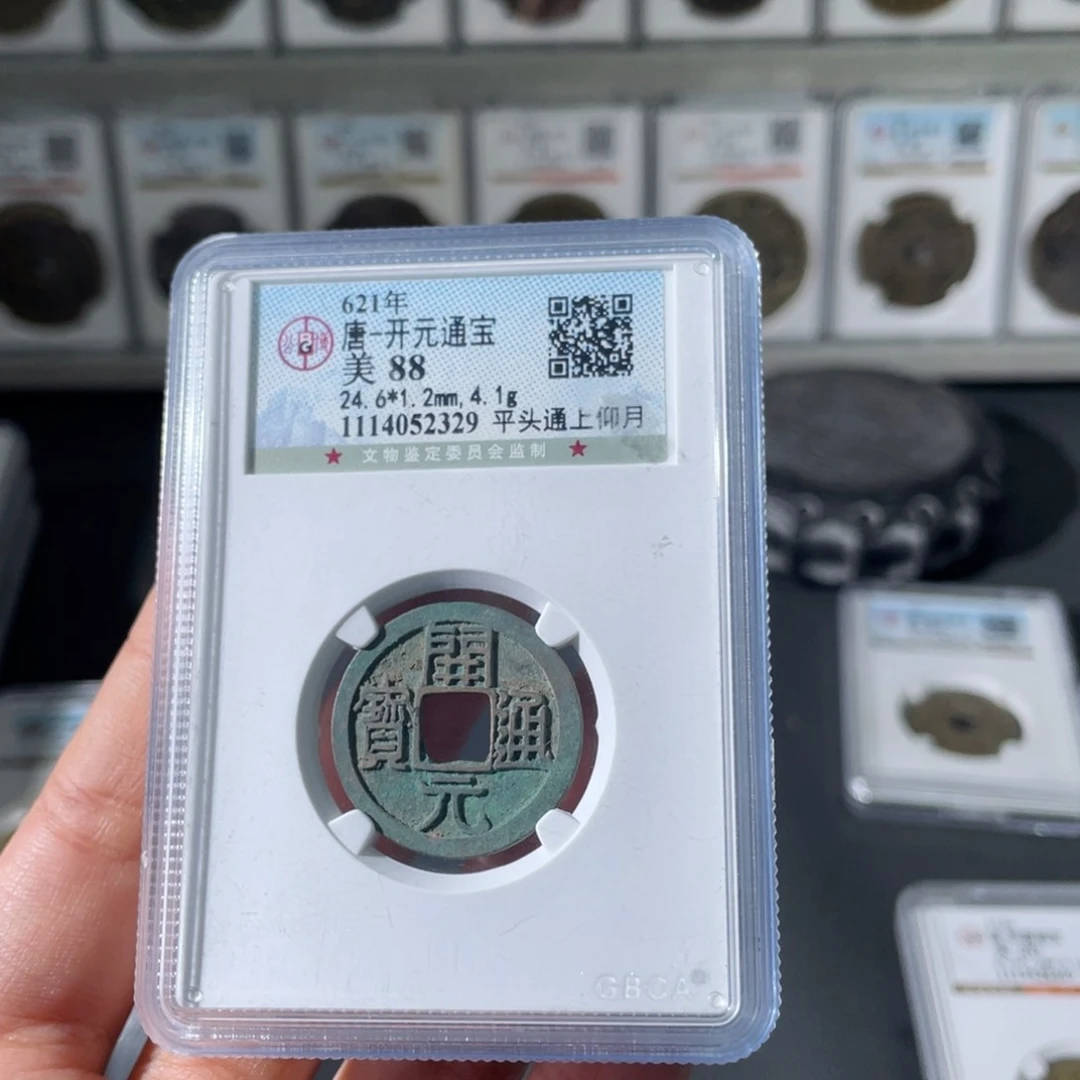 621年
唐-开元通宝
美 88
24.6*1.2mm,4.1g
1114052329 平头通上仰月
★ 文物鉴定委员会监制 ★
開
寶 通
元
GBCA